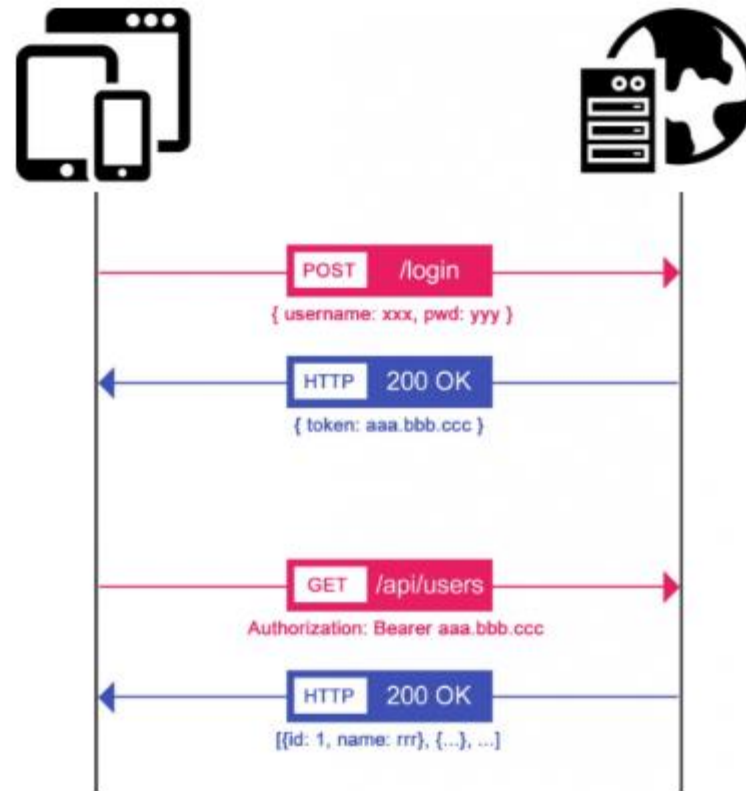 POST /login
{ username: xxx, pwd: yyy }
HTTP 200 OK
{ token: aaa.bbb.ccc }
GET /api/users
Authorization: Bearer aaa.bbb.ccc
HTTP 200 OK
[{id: 1, name: rrr}, {...}, ...]